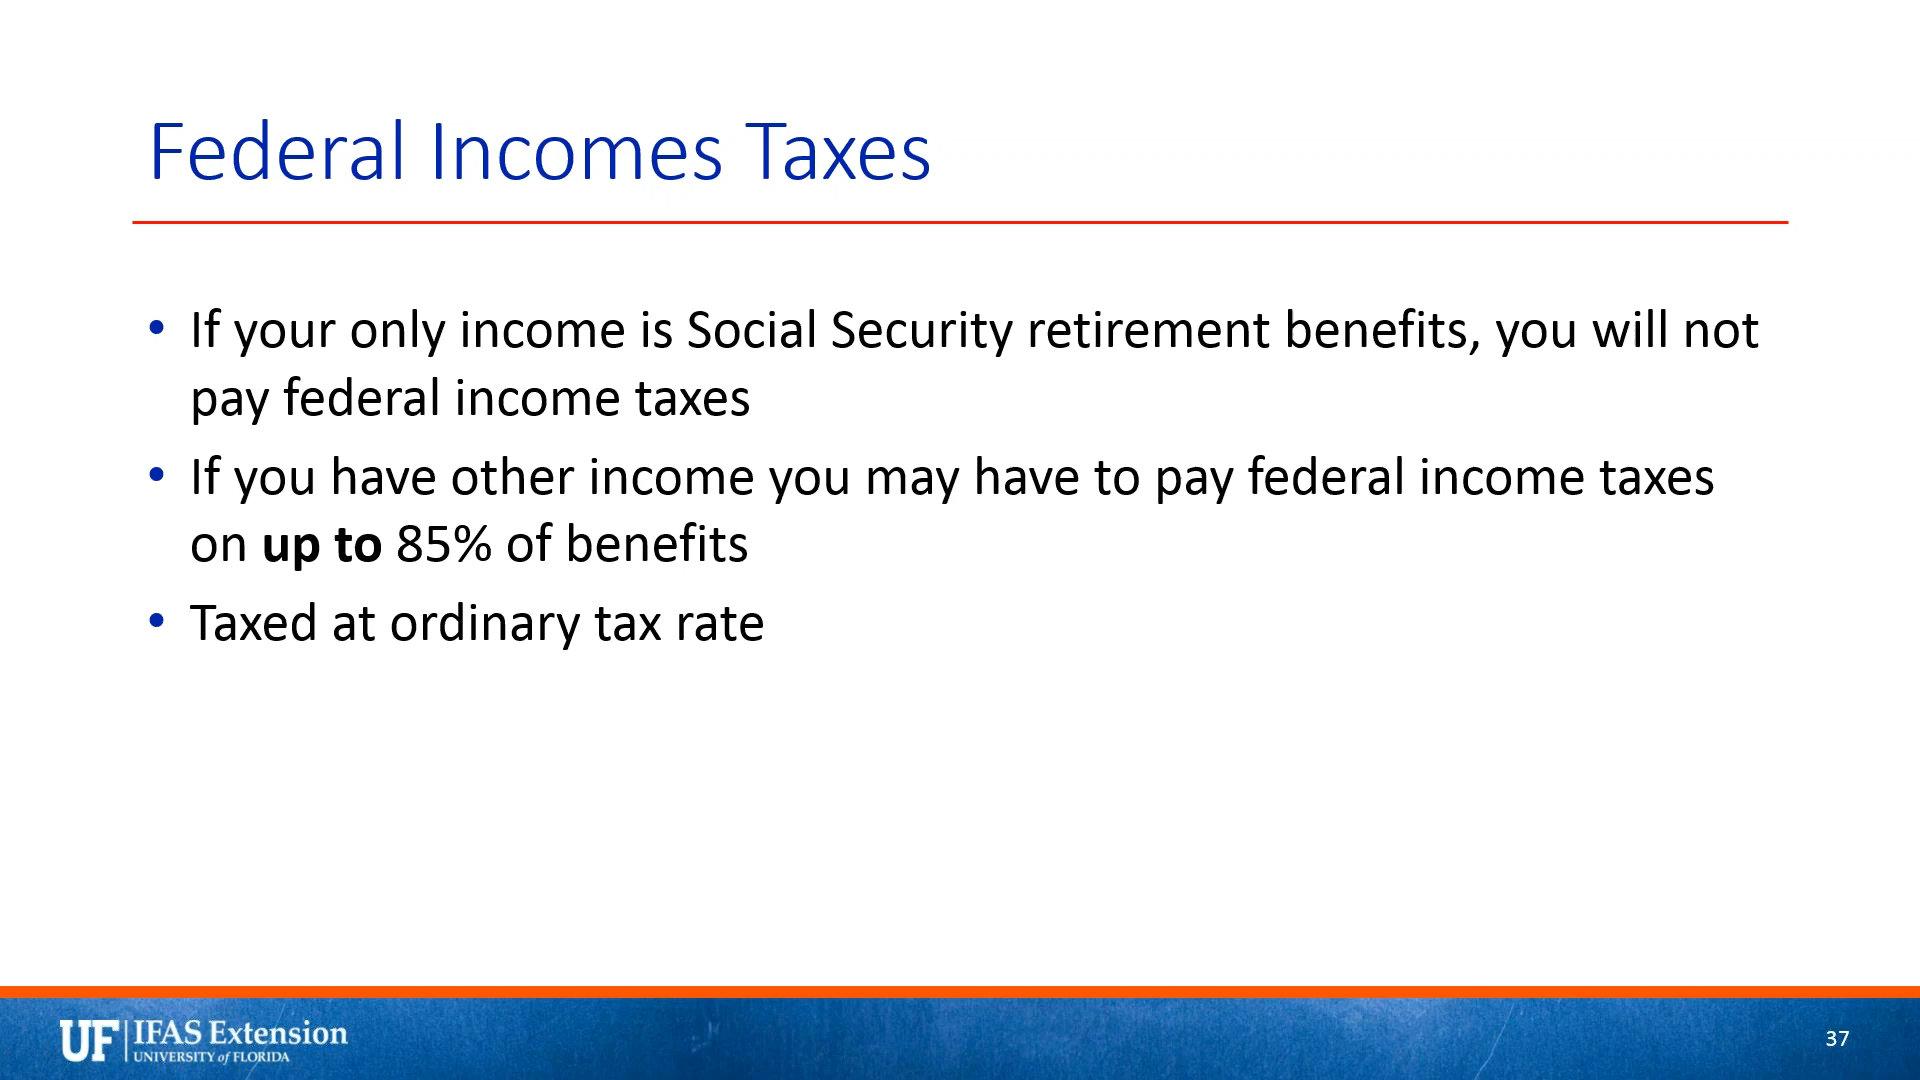 Federal Incomes Taxes
• If your only income is Social Security retirement benefits, you will not
pay federal income taxes
• If you have other income you may have to pay federal income taxes
on up to 85% of benefits
• Taxed at ordinary tax rate
UF IFAS Extension
UNIVERSITY of FLORIDA
37